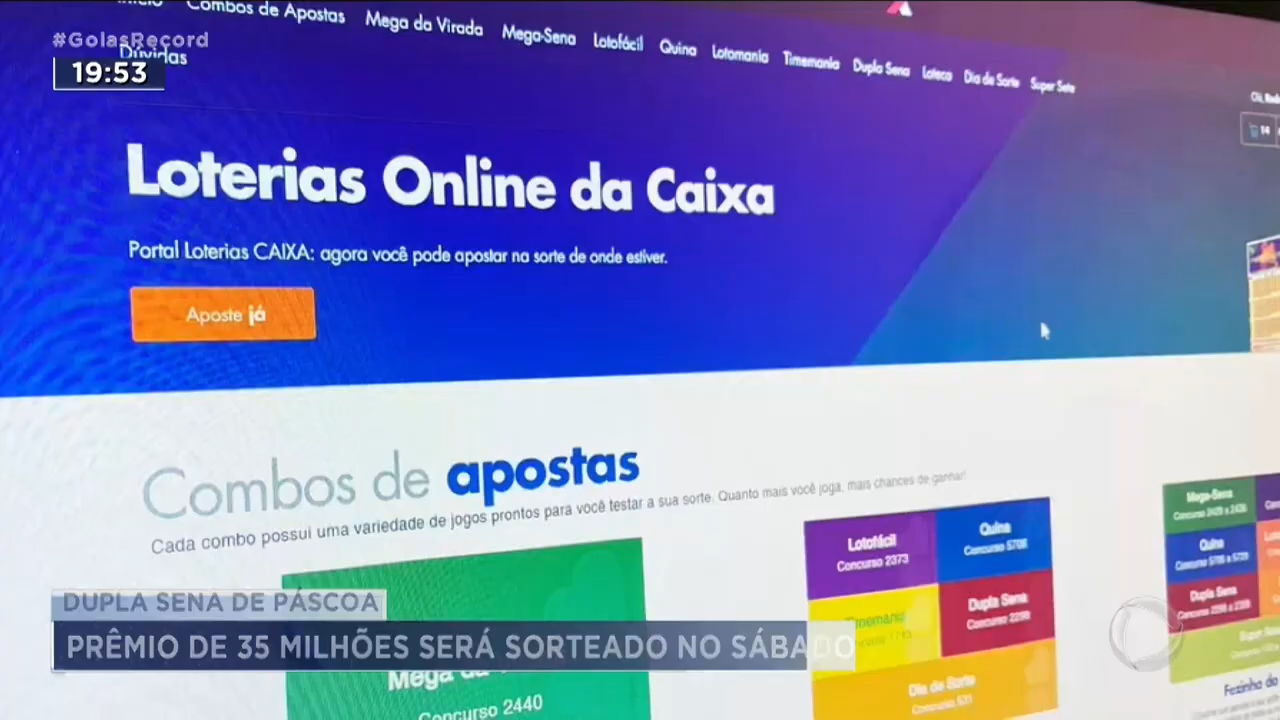 Combos de Apostas Mega da Virada Mega-Sena Lotofácil Quina Lotomania Timemania Dupla Sena Loteca Dia de Sorte Super Sete
#GoiásRecord
Dúvidas
19:53
14
Loterias Online da Caixa
Portal Loterias CAIXA: agora você pode apostar na sorte de onde estiver.
Aposte já
Combos de apostas
Cada combo possui uma variedade de jogos prontos para você testar a sua sorte. Quanto mais você joga, mais chances de ganhar!
Lotofácil
Concurso 2373
Quina
Concurso 5706
Dupla Sena
Mega-Sena
Quina
Dupla Sena
DUPLA SENA DE PÁSCOA
PRÊMIO DE 35 MILHÕES SERÁ SORTEADO NO SÁBADO
Dia de Sorte
Concurso 2440